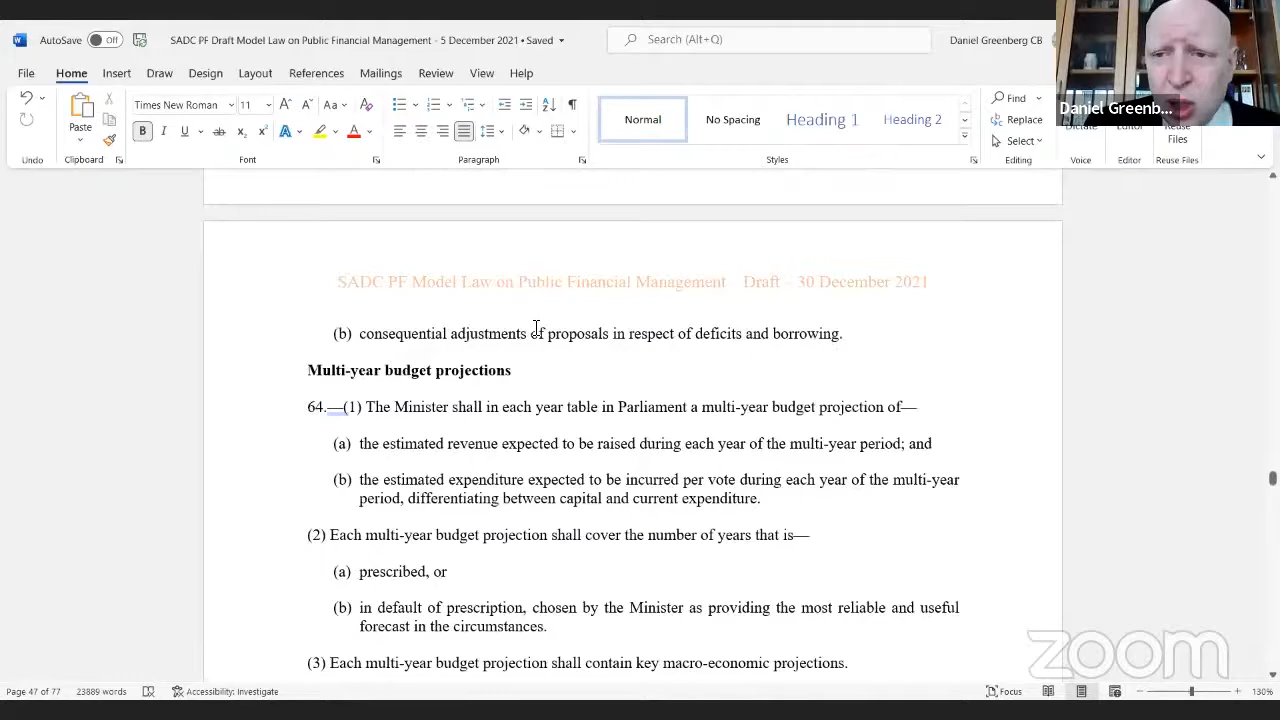 AutoSave Off SADC PF Draft Model Law on Public Financial Management - 5 December 2021 • Saved Search (Alt+Q) Daniel Greenberg CB
File Home Insert Draw Design Layout References Mailings Review View Help
Daniel Greenb...
Times New Roman 11 Aa Normal No Spacing Heading 1 Heading 2 Find
Paste Replace Dictate Editor Reuse Files
B I U ab x₂ x² A A Select
Undo Clipboard Font Paragraph Styles Editing Voice Editor Reuse Files
SADC PF Model Law on Public Financial Management – Draft – 30 December 2021
(b) consequential adjustments of proposals in respect of deficits and borrowing.
Multi-year budget projections
64.—(1) The Minister shall in each year table in Parliament a multi-year budget projection of—
(a) the estimated revenue expected to be raised during each year of the multi-year period; and
(b) the estimated expenditure expected to be incurred per vote during each year of the multi-year
period, differentiating between capital and current expenditure.
(2) Each multi-year budget projection shall cover the number of years that is—
(a) prescribed, or
(b) in default of prescription, chosen by the Minister as providing the most reliable and useful
forecast in the circumstances.
(3) Each multi-year budget projection shall contain key macro-economic projections.
zoom
Page 47 of 77 23889 words Accessibility: Investigate Focus 130%